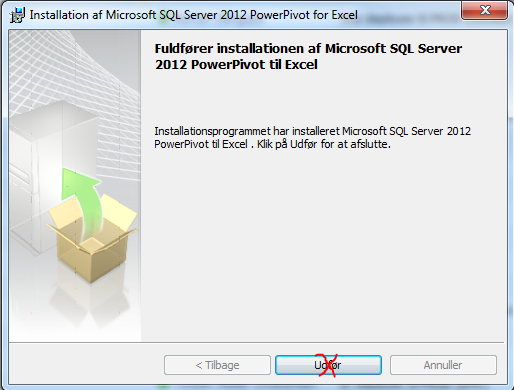 Installation af Microsoft SQL Server 2012 PowerPivot for Excel
Fuldfører installationen af Microsoft SQL Server
2012 PowerPivot til Excel
Installationsprogrammet har installeret Microsoft SQL Server 2012
PowerPivot til Excel . Klik på Udfør for at afslutte.
< Tilbage
Udfør
Annuller